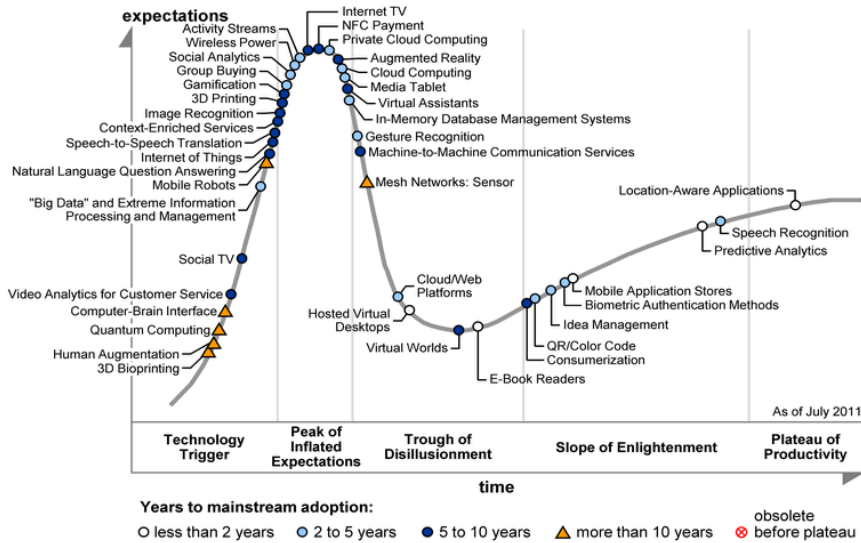 expectations
Activity Streams
Wireless Power
Social Analytics
Group Buying
Gamification
3D Printing
Image Recognition
Context-Enriched Services
Speech-to-Speech Translation
Internet of Things
Natural Language Question Answering
Mobile Robots
"Big Data" and Extreme Information
Processing and Management
Social TV
Video Analytics for Customer Service
Computer-Brain Interface
Quantum Computing
Human Augmentation
3D Bioprinting
Internet TV
NFC Payment
Private Cloud Computing
Augmented Reality
Cloud Computing
Media Tablet
Virtual Assistants
In-Memory Database Management Systems
Gesture Recognition
Machine-to-Machine Communication Services
Mesh Networks: Sensor
Cloud/Web
Platforms
Hosted Virtual
Desktops
Virtual Worlds
E-Book Readers
Location-Aware Applications
Speech Recognition
Predictive Analytics
Mobile Application Stores
Biometric Authentication Methods
Idea Management
QR/Color Code
Consumerization
As of July 2011
Technology
Trigger
Peak of
Inflated
Expectations
Trough of
Disillusionment
Slope of Enlightenment
Plateau of
Productivity
time
Years to mainstream adoption:
less than 2 years
2 to 5 years
5 to 10 years
more than 10 years
obsolete
before plateau